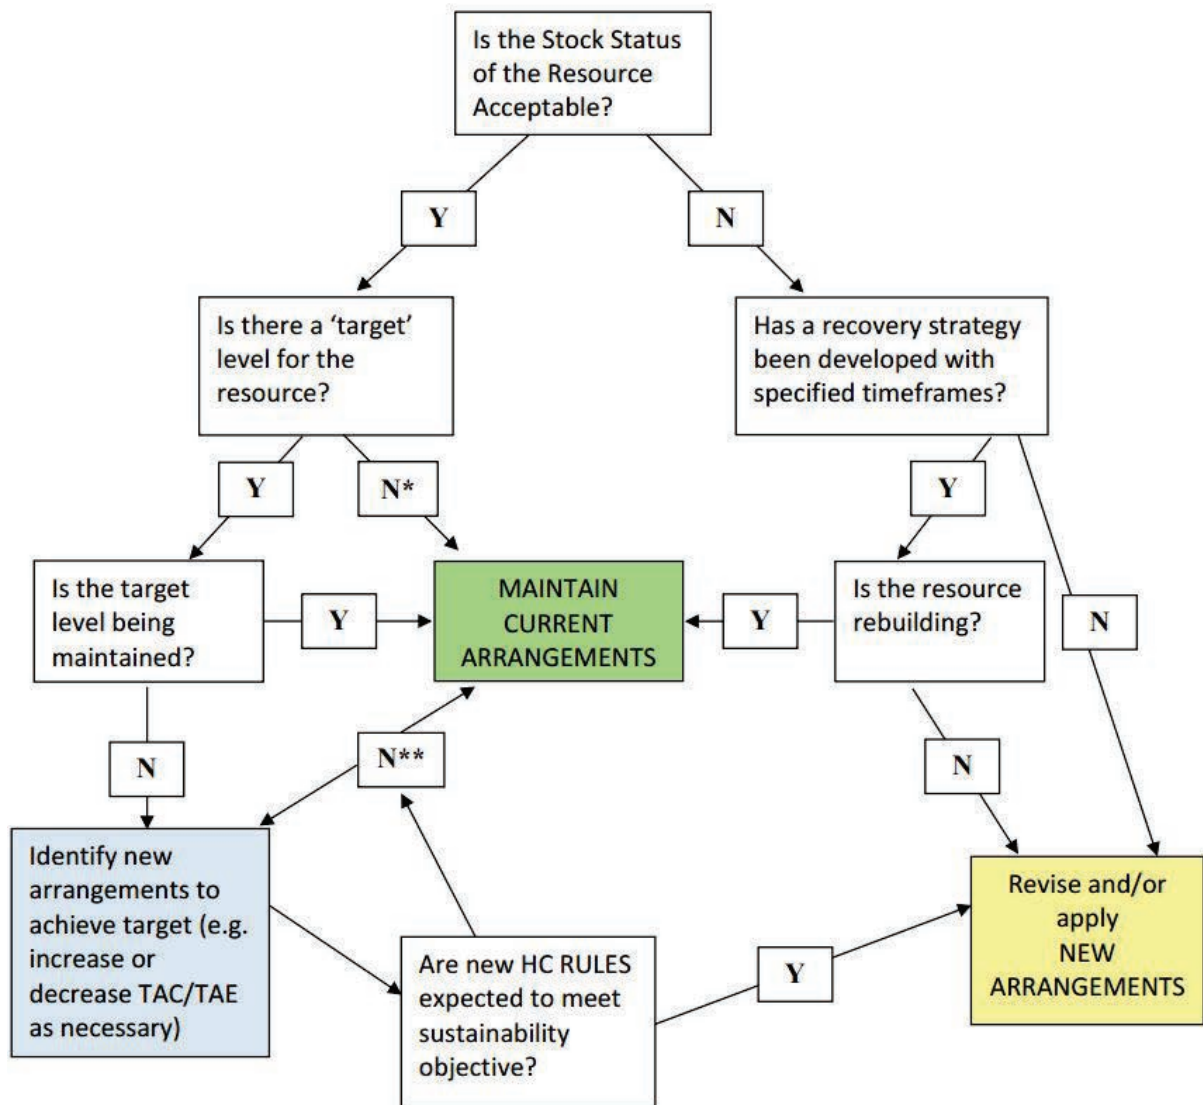 Is the Stock Status
of the Resource
Acceptable?
Y
N
Is there a ‘target’
level for the
resource?
Has a recovery strategy
been developed with
specified timeframes?
Y
N*
Y
N
Is the target
level being
maintained?
Y
MAINTAIN
CURRENT
ARRANGEMENTS
Y
Is the resource
rebuilding?
N
N**
N
Identify new
arrangements to
achieve target (e.g.
increase or
decrease TAC/TAE
as necessary)
Are new HC RULES
expected to meet
sustainability
objective?
Y
Revise and/or
apply
NEW
ARRANGEMENTS